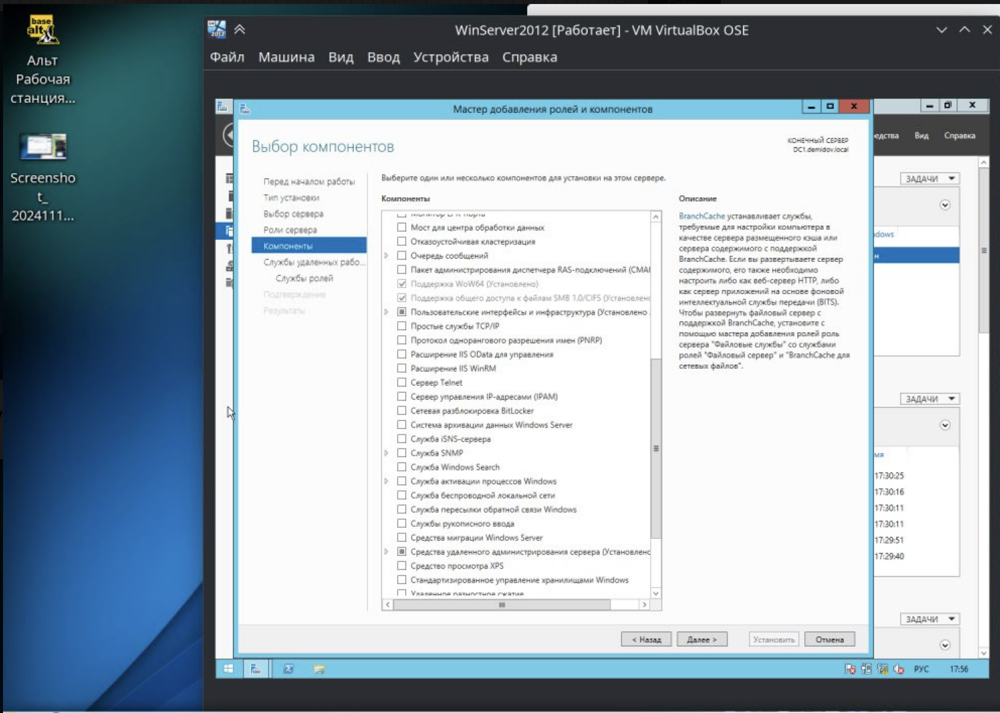 base
alt
Альт
Рабочая
станция...
Screensho
t_
2024111...
2012
WinServer2012 [Работает] - VM VirtualBox OSE
Файл Машина Вид Ввод Устройства Справка
Мастер добавления ролей и компонентов
Вид Справка
Выбор компонентов
КОНЕЧНЫЙ СЕРВЕР
DC1.demidov.local
Перед началом работы
Тип установки
Выбор сервера
Роли сервера
Компоненты
Службы удаленных рабо...
Службы ролей
Подтверждение
Результаты
Выберите один или несколько компонентов для установки на этом сервере.
Компоненты
Мост для центра обработки данных
Отказоустойчивая кластеризация
Очередь сообщений
Пакет администрирования диспетчера RAS-подключений (CMAI
Поддержка WoW64 (Установлено)
Поддержка общего доступа к файлам SMB 1.0/CIFS (Установлено
Пользовательские интерфейсы и инфраструктура (Установлено .
Простые службы TCP/IP
Протокол однорангового разрешения имен (PNRP)
Расширение IIS OData для управления
Расширение IIS WinRM
Сервер Telnet
Сервер управления IP-адресами (IPAM)
Сетевая разблокировка BitLocker
Система архивации данных Windows Server
Служба iSNS-сервера
Служба SNMP
Служба Windows Search
Служба активации процессов Windows
Служба беспроводной локальной сети
Служба пересылки обратной связи Windows
Службы рукописного ввода
Средства миграции Windows Server
Средства удаленного администрирования сервера (Установлено
Средство просмотра XPS
Стандартизированное управление хранилищами Windows
Удаленное разностное сжатие
Описание
BranchCache устанавливает службы,
требуемые для настройки компьютера в
качестве сервера размещенного кэша или
сервера содержимого с поддержкой
BranchCache. Если вы развертываете сервер
содержимого, его также необходимо
настроить либо как веб-сервер HTTP, либо
как сервер приложений на основе фоновой
интеллектуальной службы передачи (BITS).
Чтобы развернуть файловый сервер с
поддержкой BranchCache, установите с
помощью мастера добавления ролей роль
сервера "Файловые службы" со службами
ролей "Файловый сервер" и "BranchCache для
сетевых файлов".
< Назад
Далее >
Установить
Отмена
ЗАДАЧИ
dows
н
ЗАДАЧИ
мя
17:30:25
17:30:16
17:30:11
17:30:11
17:29:51
17:29:40
ЗАДАЧИ
РУС 17:56